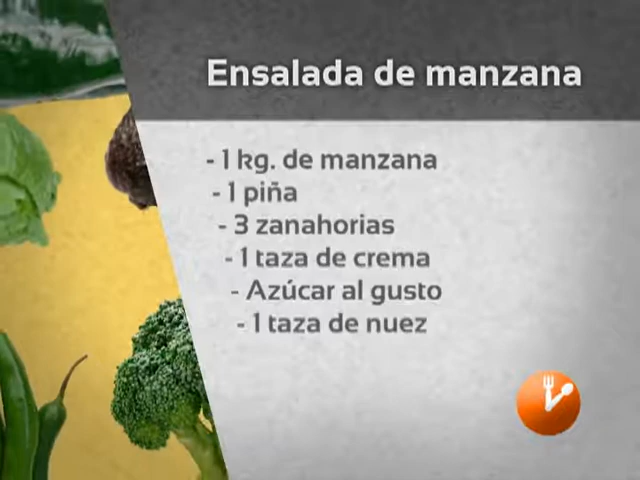 Ensalada de manzana
- 1 kg. de manzana
- 1 piña
- 3 zanahorias
- 1 taza de crema
- Azúcar al gusto
- 1 taza de nuez